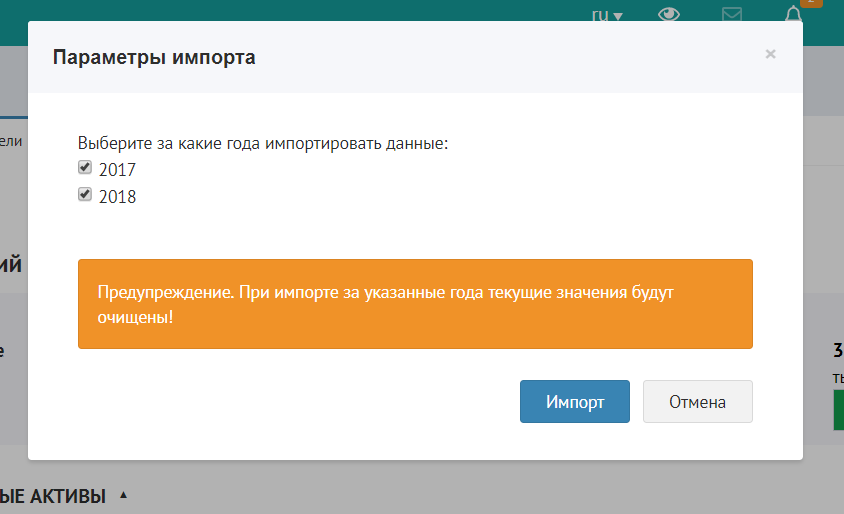 ru
2
Параметры импорта
×
ели
Выберите за какие года импортировать данные:
2017
2018
ий
Предупреждение. При импорте за указанные года текущие значения будут
очищены!
е
3
Импорт
Отмена
ЫЕ АКТИВЫ